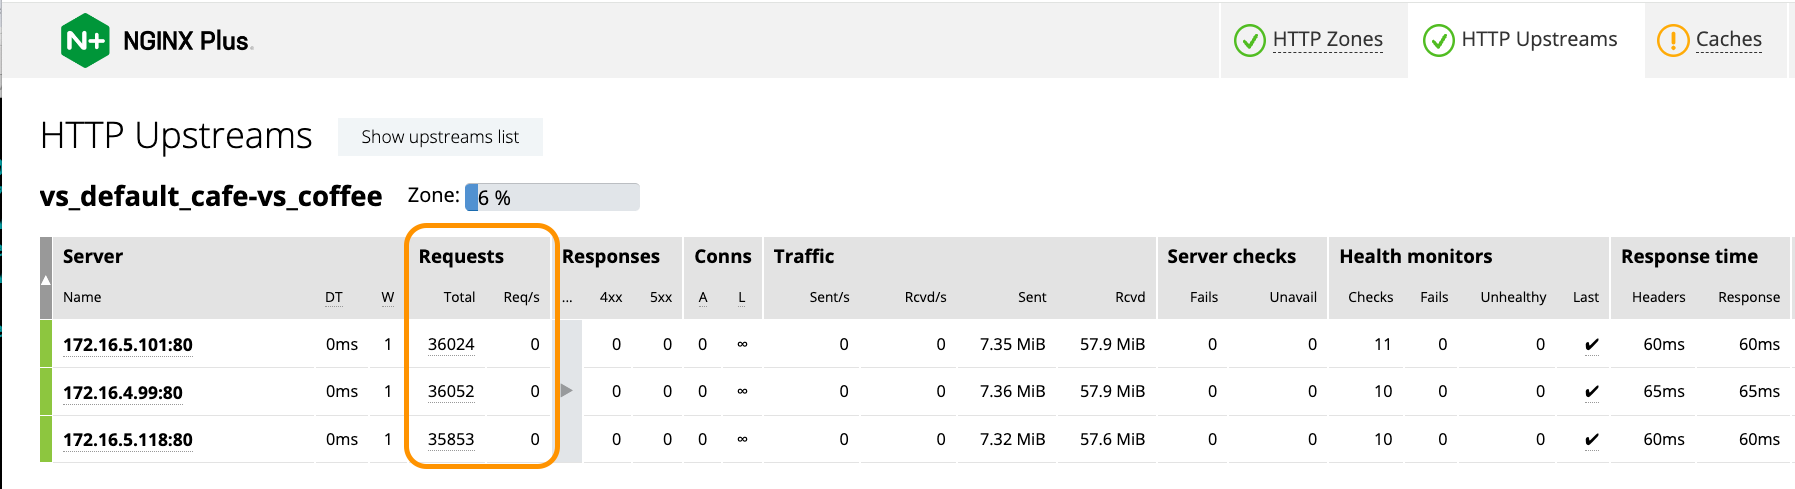 N+ NGINX Plus.
HTTP Zones HTTP Upstreams Caches
HTTP Upstreams Show upstreams list
vs_default_cafe-vs_coffee Zone: 6 %
Server Requests Responses Conns Traffic Server checks Health monitors Response time
Name DT W Total Req/s ... 4xx 5xx A L Sent/s Rcvd/s Sent Rcvd Fails Unavail Checks Fails Unhealthy Last Headers Response
172.16.5.101:80 0ms 1 36024 0 0 0 0 ∞ 0 0 7.35 MiB 57.9 MiB 0 0 11 0 0 ✔ 60ms 60ms
172.16.4.99:80 0ms 1 36052 0 0 0 0 ∞ 0 0 7.36 MiB 57.9 MiB 0 0 10 0 0 ✔ 65ms 65ms
172.16.5.118:80 0ms 1 35853 0 0 0 0 ∞ 0 0 7.32 MiB 57.6 MiB 0 0 10 0 0 ✔ 60ms 60ms